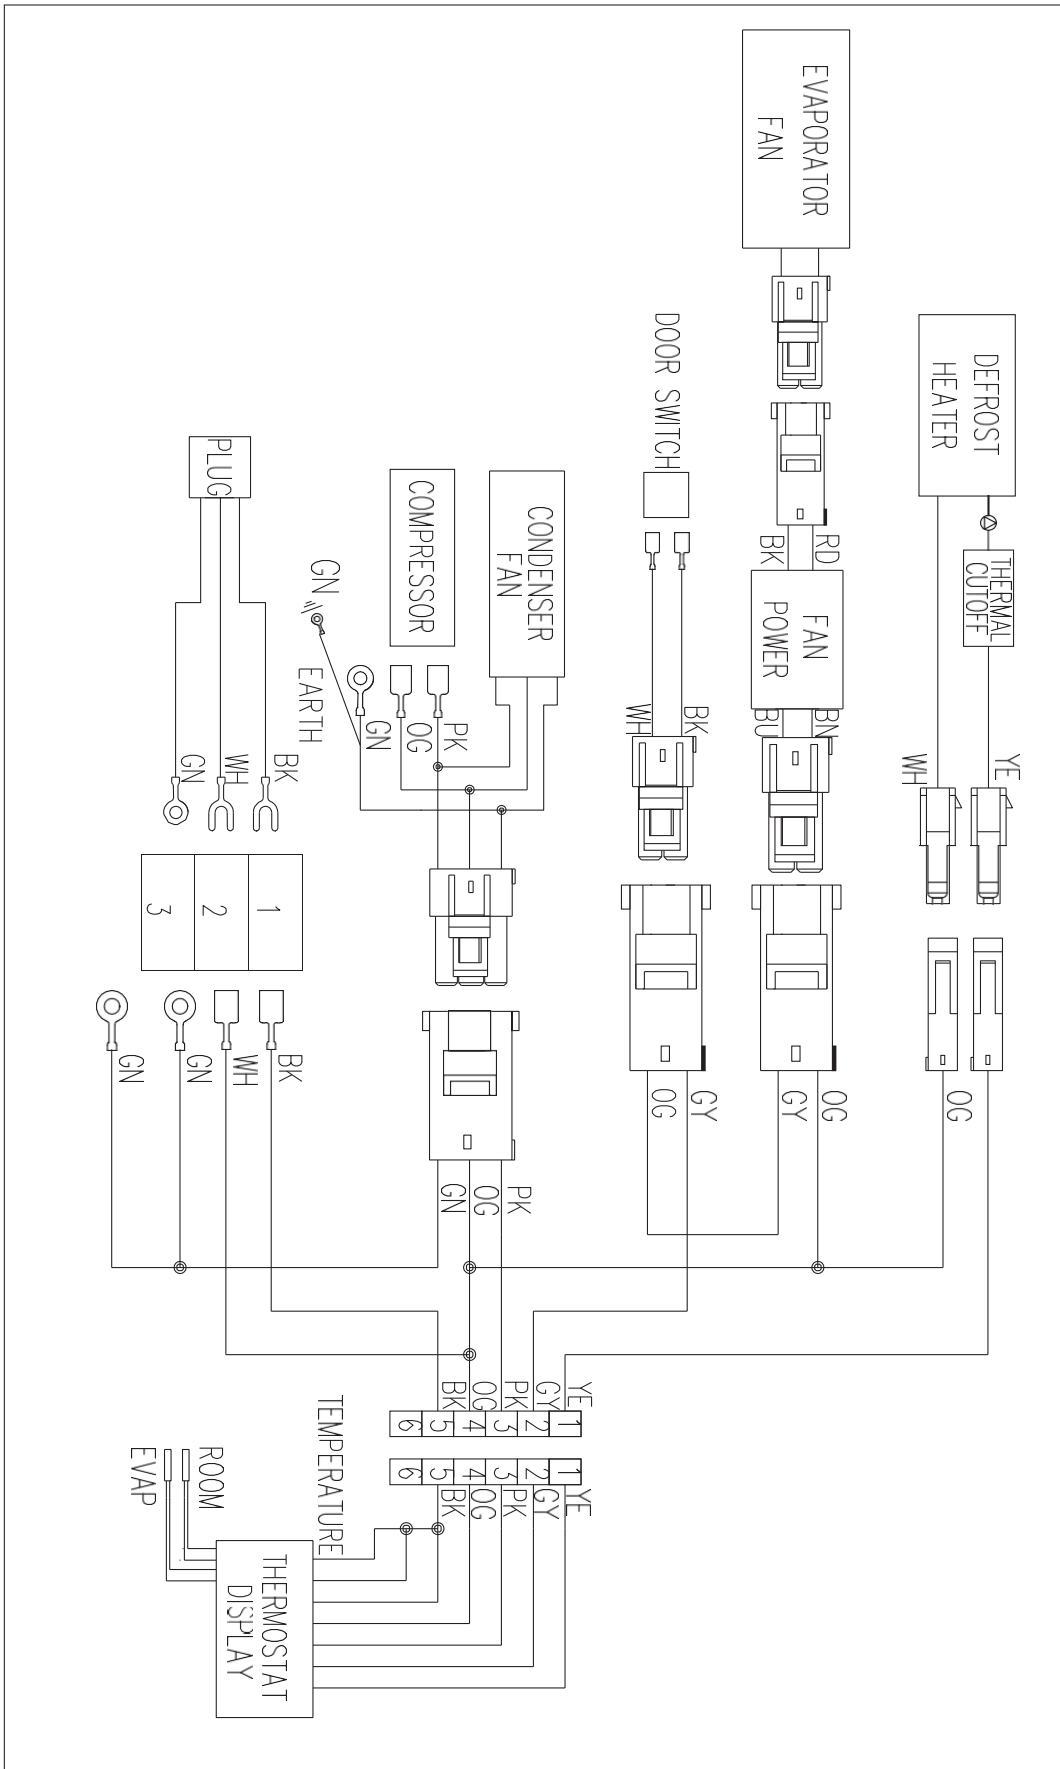 EVAPORATOR
FAN
DEFROST
HEATER
DOOR SWITCH
PLUG
COMPRESSOR
CONDENSER
FAN
RD
BK
THERMAL
CUTOFF
FAN
POWER
GN
EARTH
GN
OG
PK
WH
BK
BU
BN
WH
YE
GN
WH
BK
3
2
1
GN
GN
WH
BK
OG
GY
GY
OG
OG
GN
OG
PK
BK
OG
PK
GY
YE
6
5
4
3
2
1
6
5
4
3
2
1
BK
OG
PK
GY
YE
TEMPERATURE
ROOM
EVAP
THERMOSTAT
DISPLAY